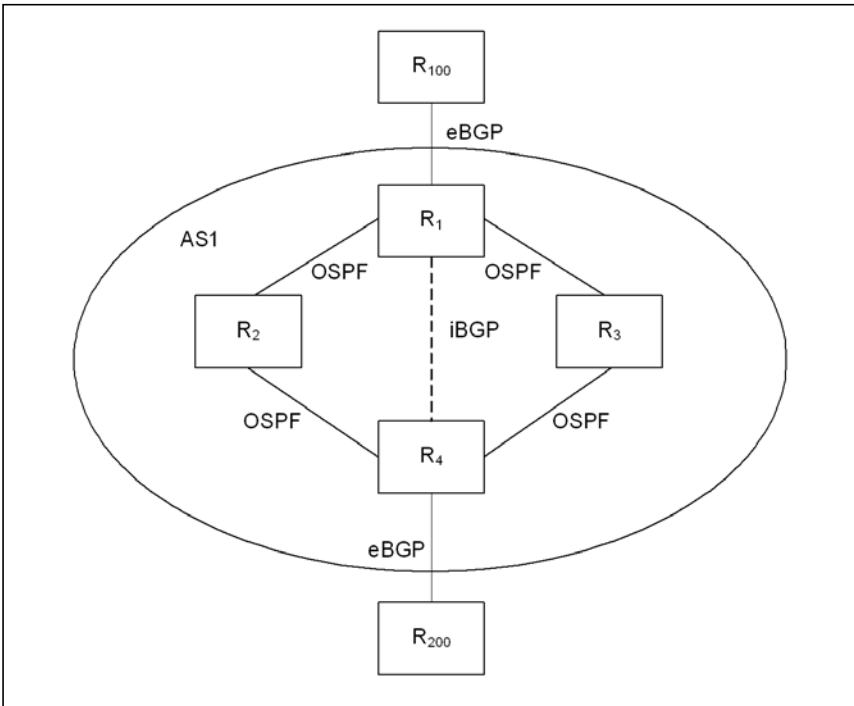 R₁₀₀
eBGP
R₁
AS1
OSPF OSPF
R₂ iBGP R₃
OSPF OSPF
R₄
eBGP
R₂₀₀